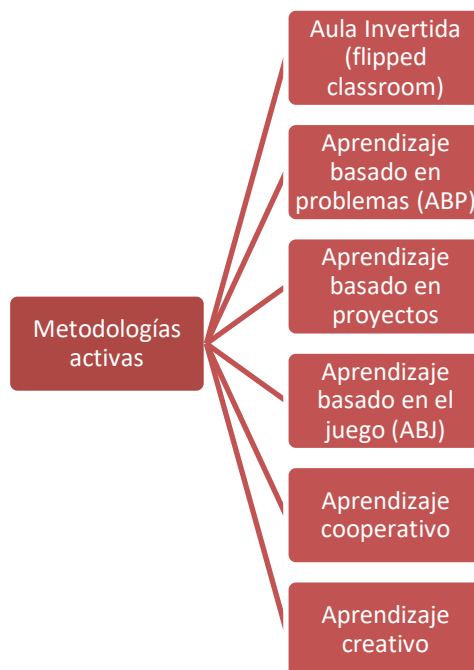 Aula Invertida
(flipped
classroom)
Aprendizaje
basado en
problemas (ABP)
Aprendizaje
basado en
proyectos
Metodologías
activas
Aprendizaje
basado en el
juego (ABJ)
Aprendizaje
cooperativo
Aprendizaje
creativo